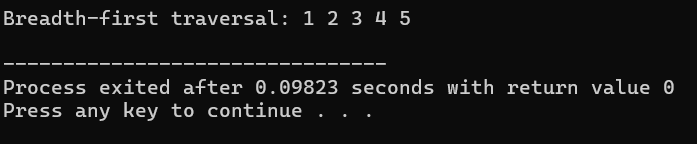 Breadth-first traversal: 1 2 3 4 5
--------------------------------
Process exited after 0.09823 seconds with return value 0
Press any key to continue . . .